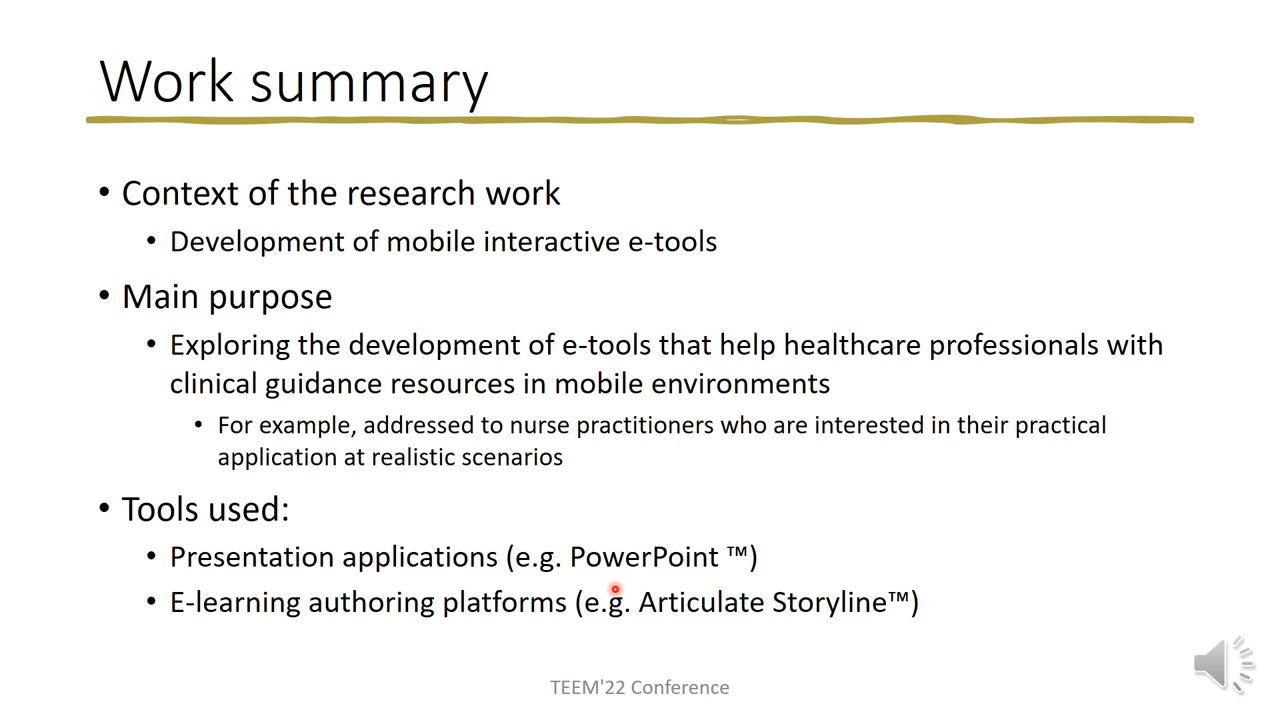 Work summary
• Context of the research work
• Development of mobile interactive e-tools
• Main purpose
• Exploring the development of e-tools that help healthcare professionals with
clinical guidance resources in mobile environments
• For example, addressed to nurse practitioners who are interested in their practical
application at realistic scenarios
• Tools used:
• Presentation applications (e.g. PowerPoint ™)
• E-learning authoring platforms (e.g. Articulate Storyline™)
TEEM'22 Conference